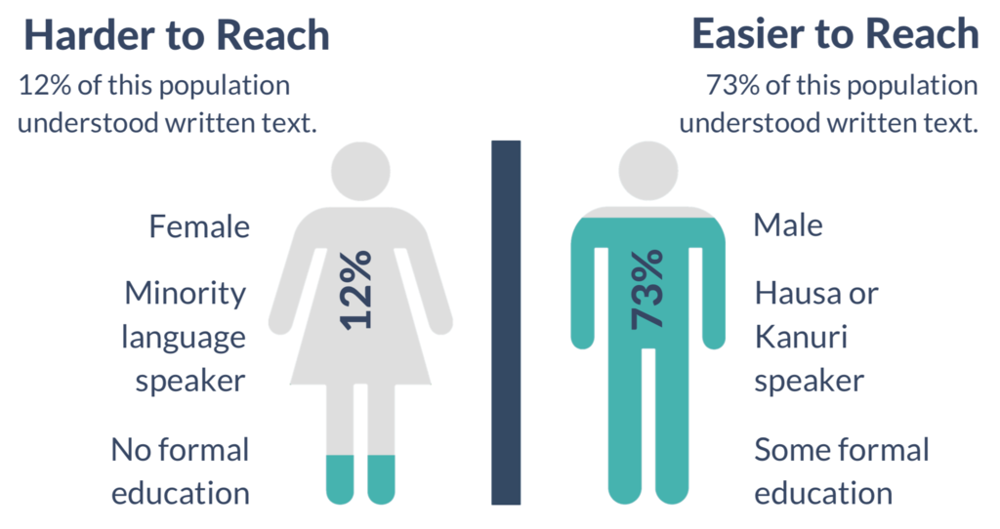 Harder to Reach
12% of this population
understood written text.
Female
Minority
language
speaker
No formal
education
12%
Easier to Reach
73% of this population
understood written text.
73%
Male
Hausa or
Kanuri
speaker
Some formal
education